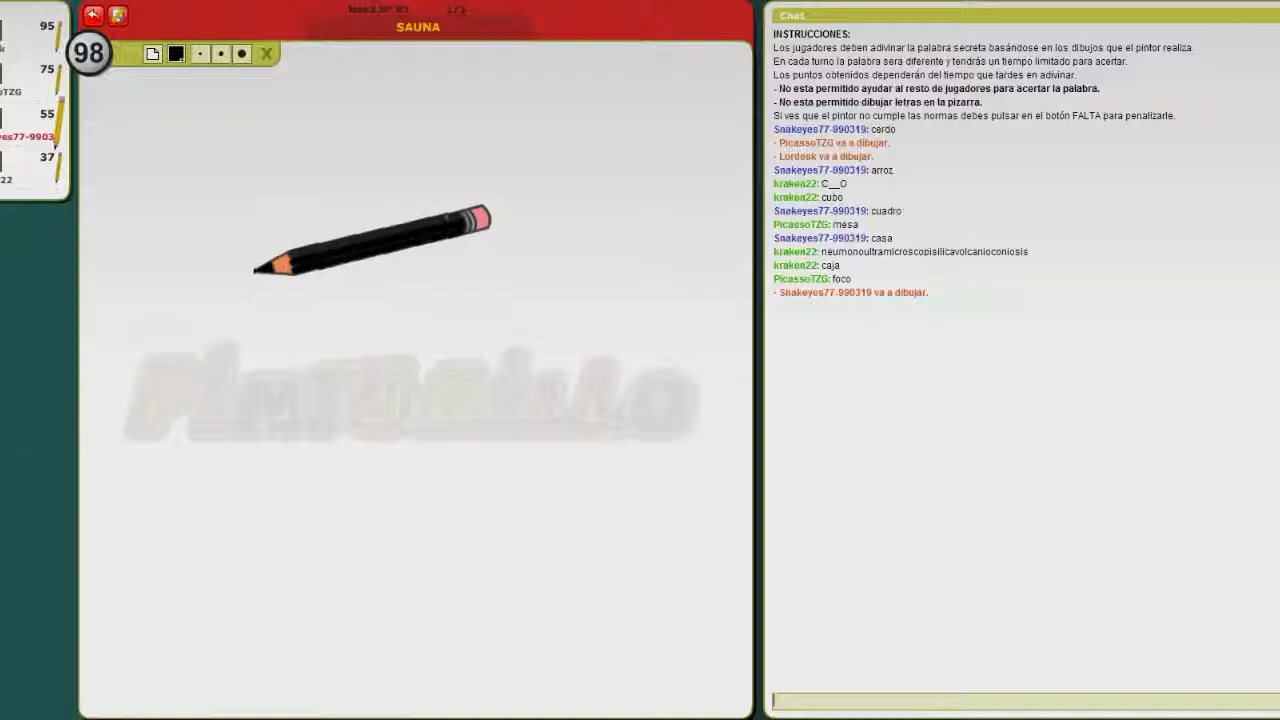 95
k
75
oTZG
55
yes77-9903
37
22
98
SAUNA
X
Chat
INSTRUCCIONES:
Los jugadores deben adivinar la palabra secreta basándose en los dibujos que el pintor realiza.
En cada turno la palabra sera diferente y tendrás un tiempo limitado para acertar.
Los puntos obtenidos dependerán del tiempo que tardes en adivinar.
- No esta permitido ayudar al resto de jugadores para acertar la palabra.
- No esta permitido dibujar letras en la pizarra.
Si ves que el pintor no cumple las normas debes pulsar en el botón FALTA para penalizarle.
Snakeyes77-990319: cerdo
- PicassoTZG va a dibujar.
- Lordesk va a dibujar.
Snakeyes77-990319: arroz
kraken22: C__O
kraken22: cubo
Snakeyes77-990319: cuadro
PicassoTZG: mesa
Snakeyes77-990319: casa
kraken22: neumonoultramicroscopisilicavolcanioconiosis
kraken22: caja
PicassoTZG: foco
- Snakeyes77-990319 va a dibujar.